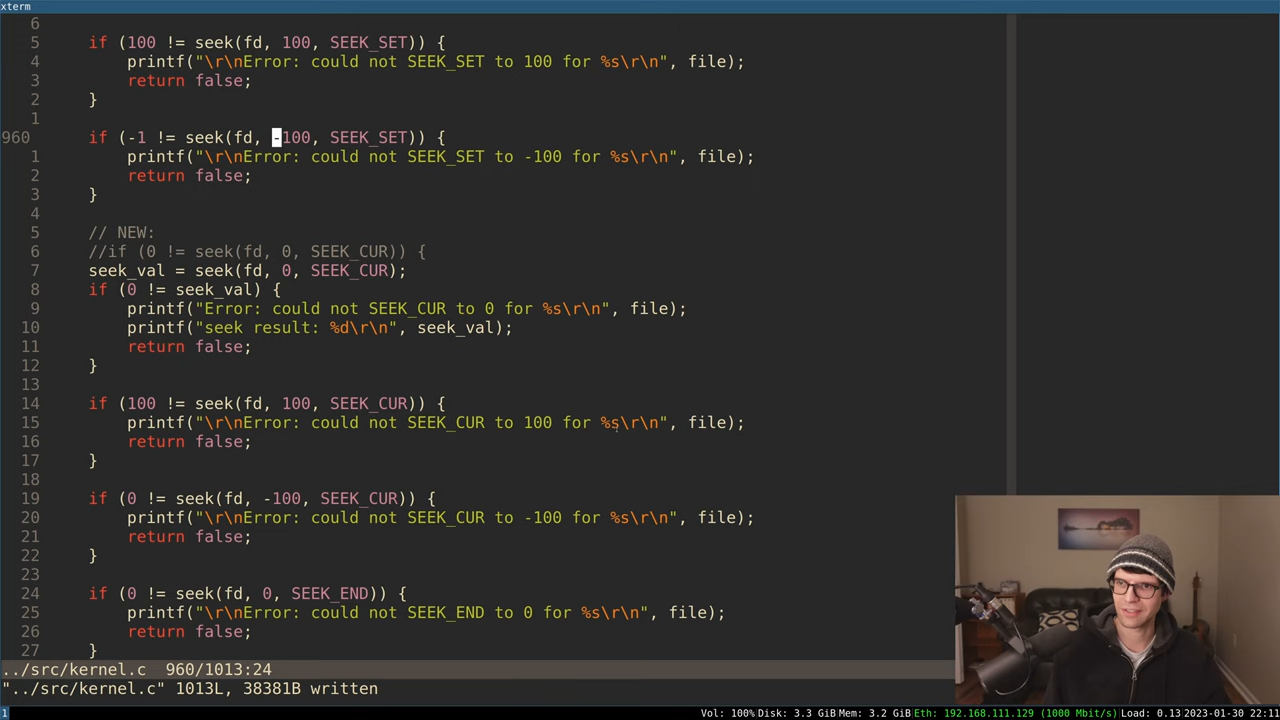 xterm
6
5 if (100 != seek(fd, 100, SEEK_SET)) {
4 printf("\r\nError: could not SEEK_SET to 100 for %s\r\n", file);
3 return false;
2 }
1
960 if (-1 != seek(fd, -100, SEEK_SET)) {
1 printf("\r\nError: could not SEEK_SET to -100 for %s\r\n", file);
2 return false;
3 }
4
5 // NEW:
6 //if (0 != seek(fd, 0, SEEK_CUR)) {
7 seek_val = seek(fd, 0, SEEK_CUR);
8 if (0 != seek_val) {
9 printf("Error: could not SEEK_CUR to 0 for %s\r\n", file);
10 printf("seek result: %d\r\n", seek_val);
11 return false;
12 }
13
14 if (100 != seek(fd, 100, SEEK_CUR)) {
15 printf("\r\nError: could not SEEK_CUR to 100 for %s\r\n", file);
16 return false;
17 }
18
19 if (0 != seek(fd, -100, SEEK_CUR)) {
20 printf("\r\nError: could not SEEK_CUR to -100 for %s\r\n", file);
21 return false;
22 }
23
24 if (0 != seek(fd, 0, SEEK_END)) {
25 printf("\r\nError: could not SEEK_END to 0 for %s\r\n", file);
26 return false;
27 }
../src/kernel.c 960/1013:24
"../src/kernel.c" 1013L, 38381B written
1 Vol: 100% Disk: 3.3 GiB Mem: 3.2 GiB Eth: 192.168.111.129 (1000 Mbit/s) Load: 0.13 2023-01-30 22:11